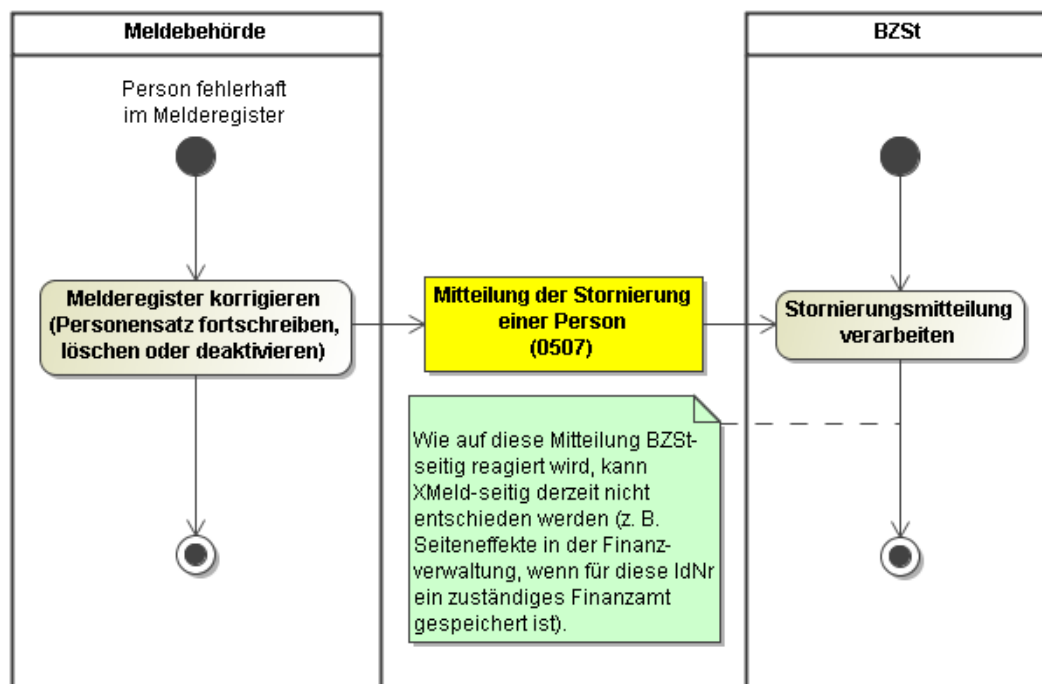 Meldebehörde
BZSt
Person fehlerhaft
im Melderegister
Melderegister korrigieren
(Personensatz fortschreiben,
löschen oder deaktivieren)
Mitteilung der Stornierung
einer Person
(0507)
Stornierungsmitteilung
verarbeiten
Wie auf diese Mitteilung BZSt-
seitig reagiert wird, kann
XMeld-seitig derzeit nicht
entschieden werden (z. B.
Seiteneffekte in der Finanz-
verwaltung, wenn für diese IdNr
ein zuständiges Finanzamt
gespeichert ist).